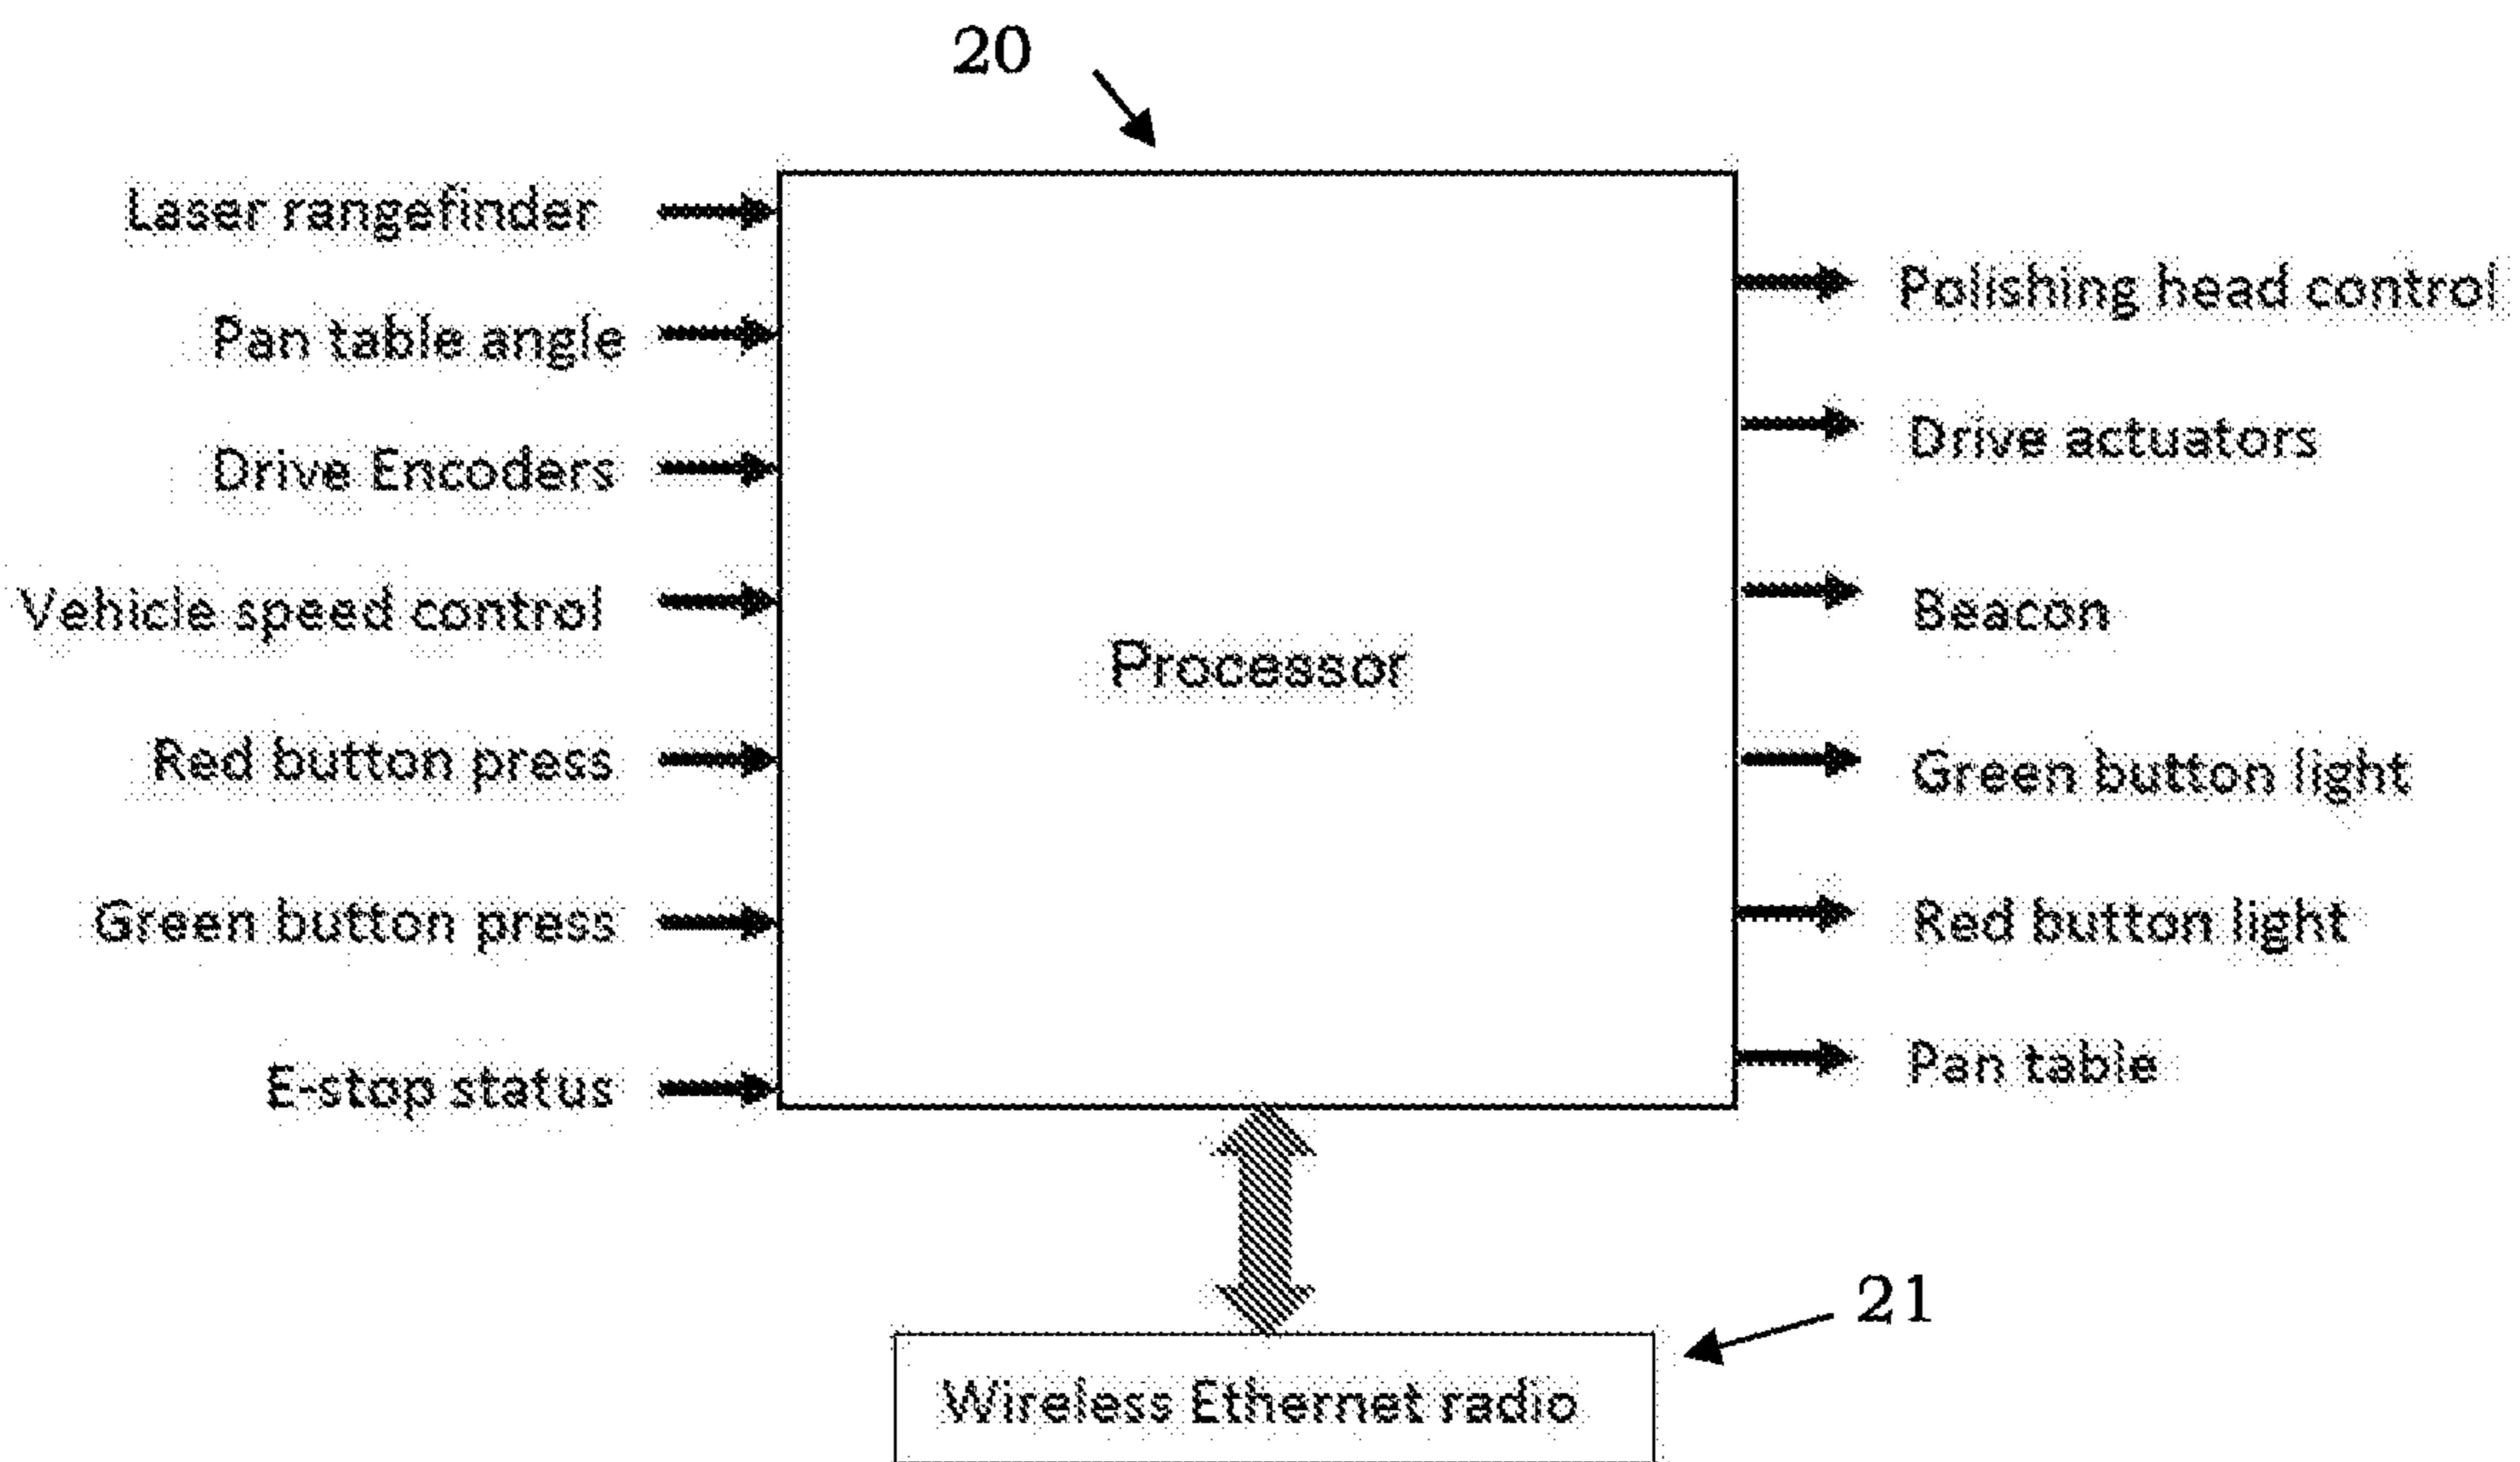 20
Laser rangefinder
Pan table angle
Drive Encoders
Vehicle speed control
Red button press
Green button press
E-stop status
Processor
Polishing head control
Drive actuators
Beacon
Green button light
Red button light
Pan table
21
Wireless Ethernet radio